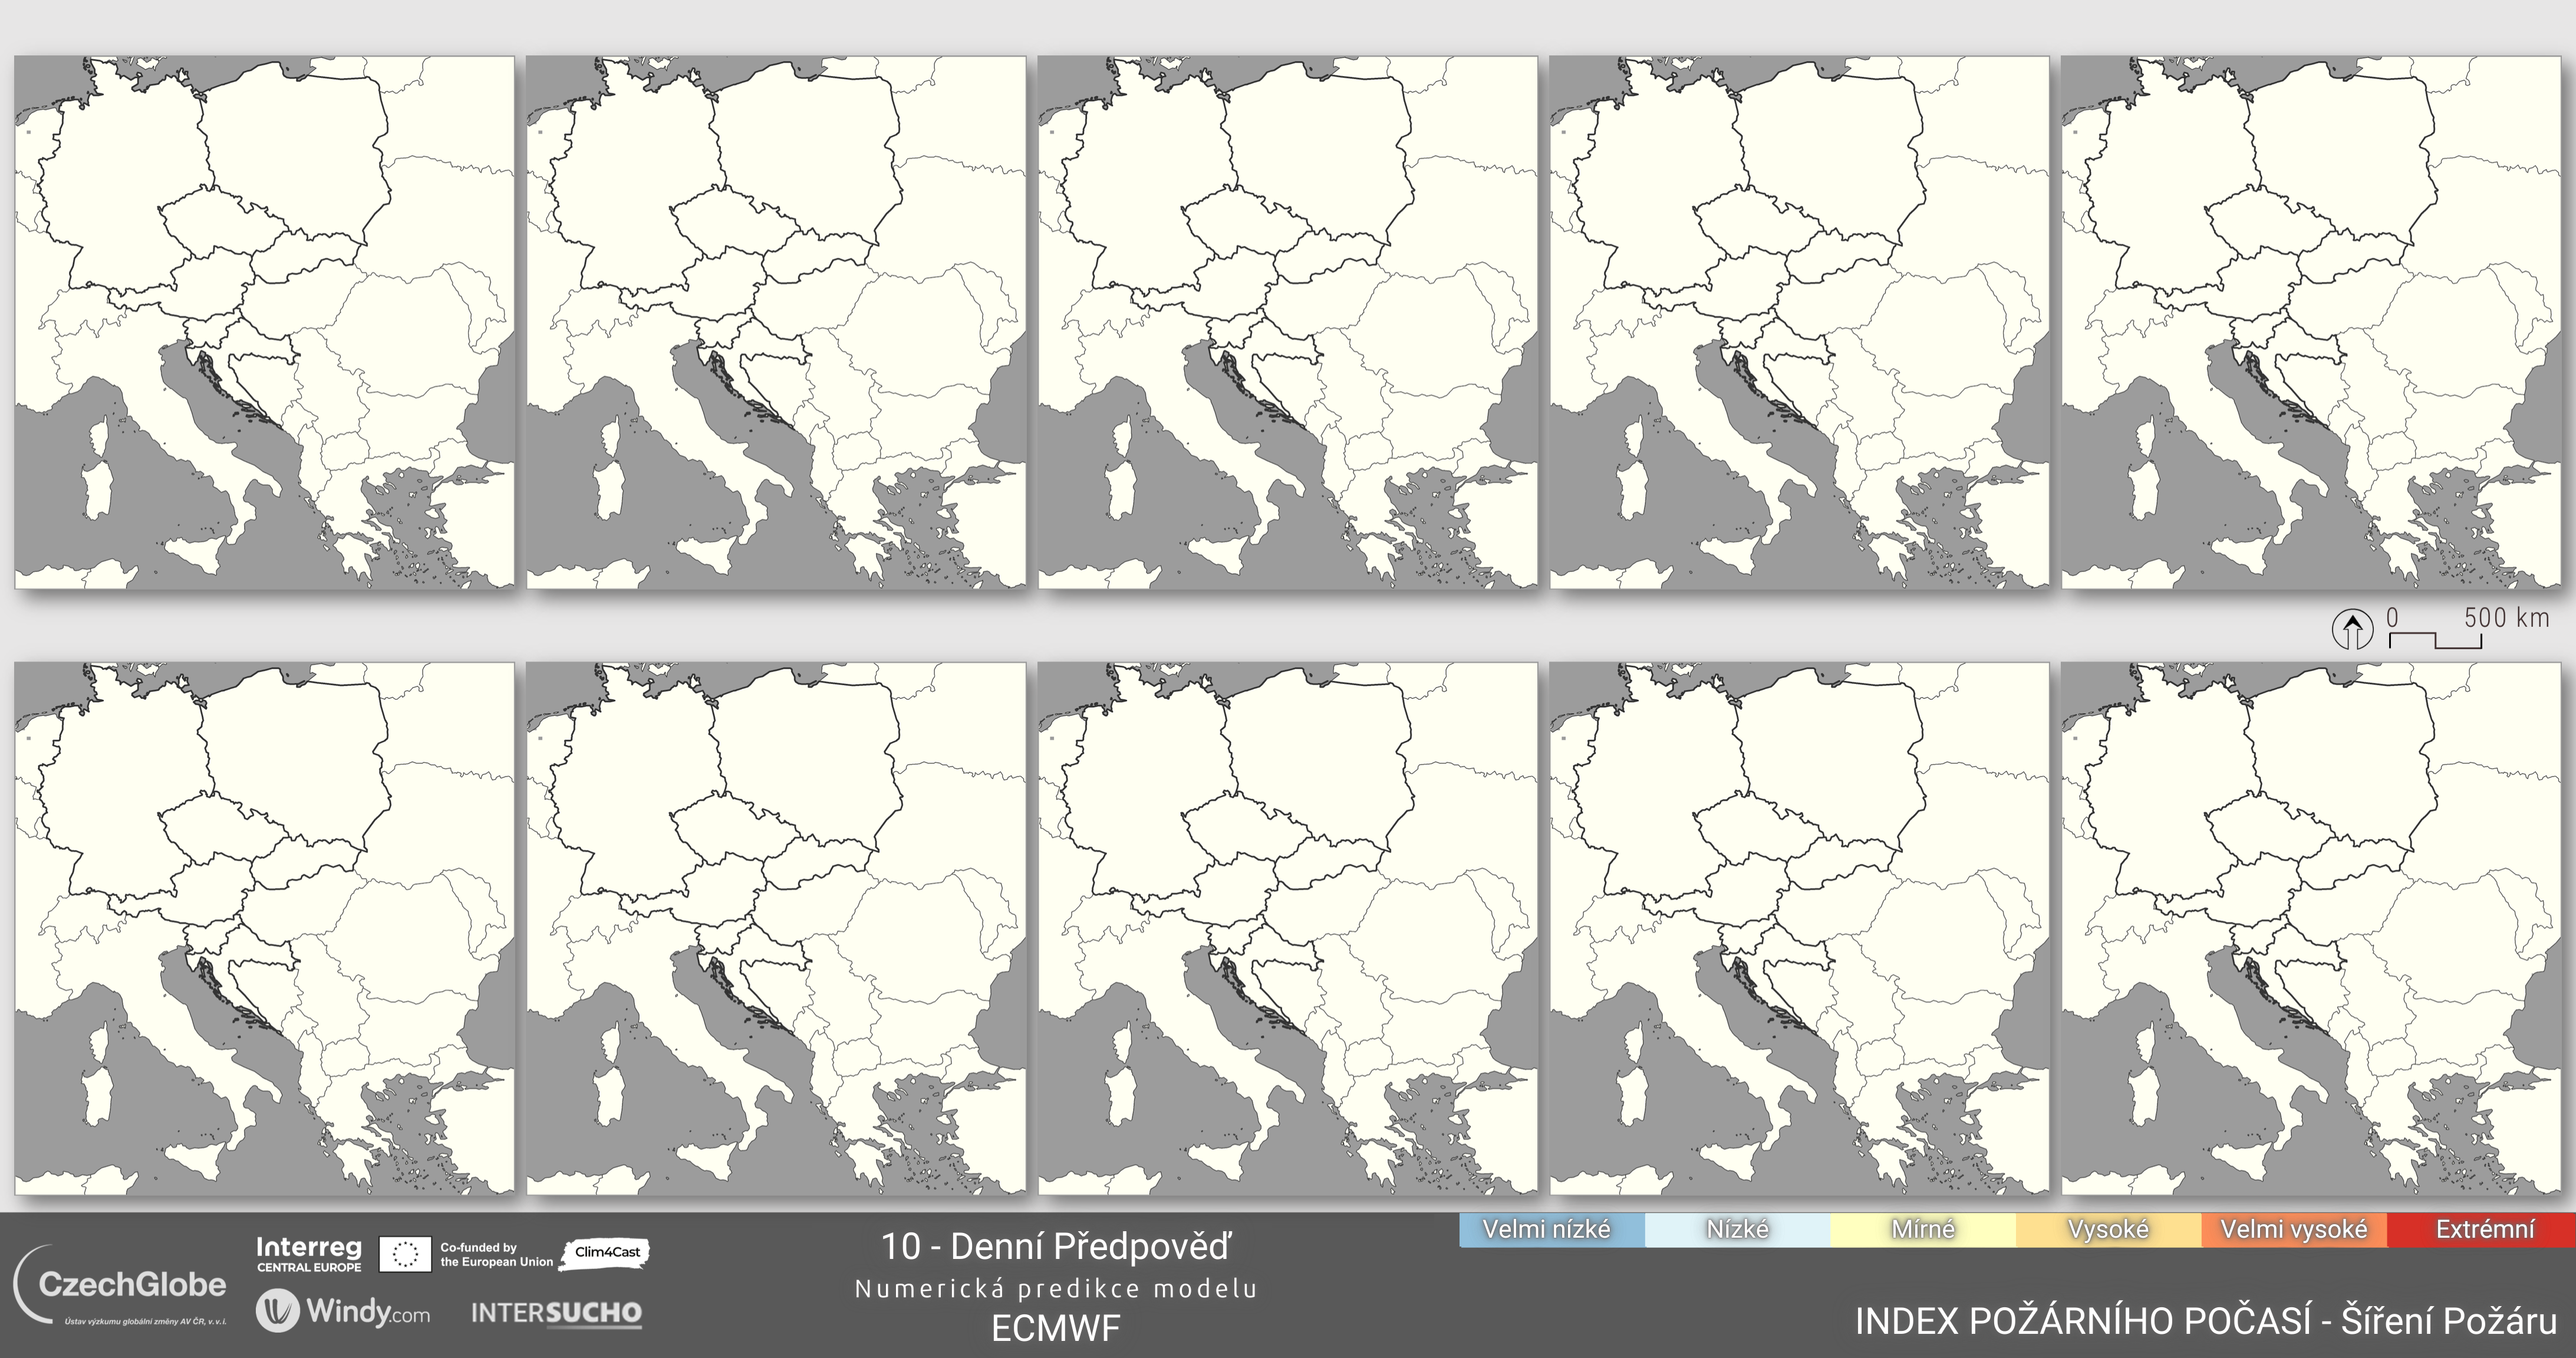 0 500 km
Velmi nízké Nízké Mírné Vysoké Velmi vysoké Extrémní
Interreg
CENTRAL EUROPE
Co-funded by
the European Union
Clim4Cast
CzechGlobe
Ústav výzkumu globální změny AV ČR, v. v. i.
Windy.com
INTERSUCHO
10 - Denní Předpověď
Numerická predikce modelu
ECMWF
INDEX POŽÁRNÍHO POČASÍ - Šíření Požáru